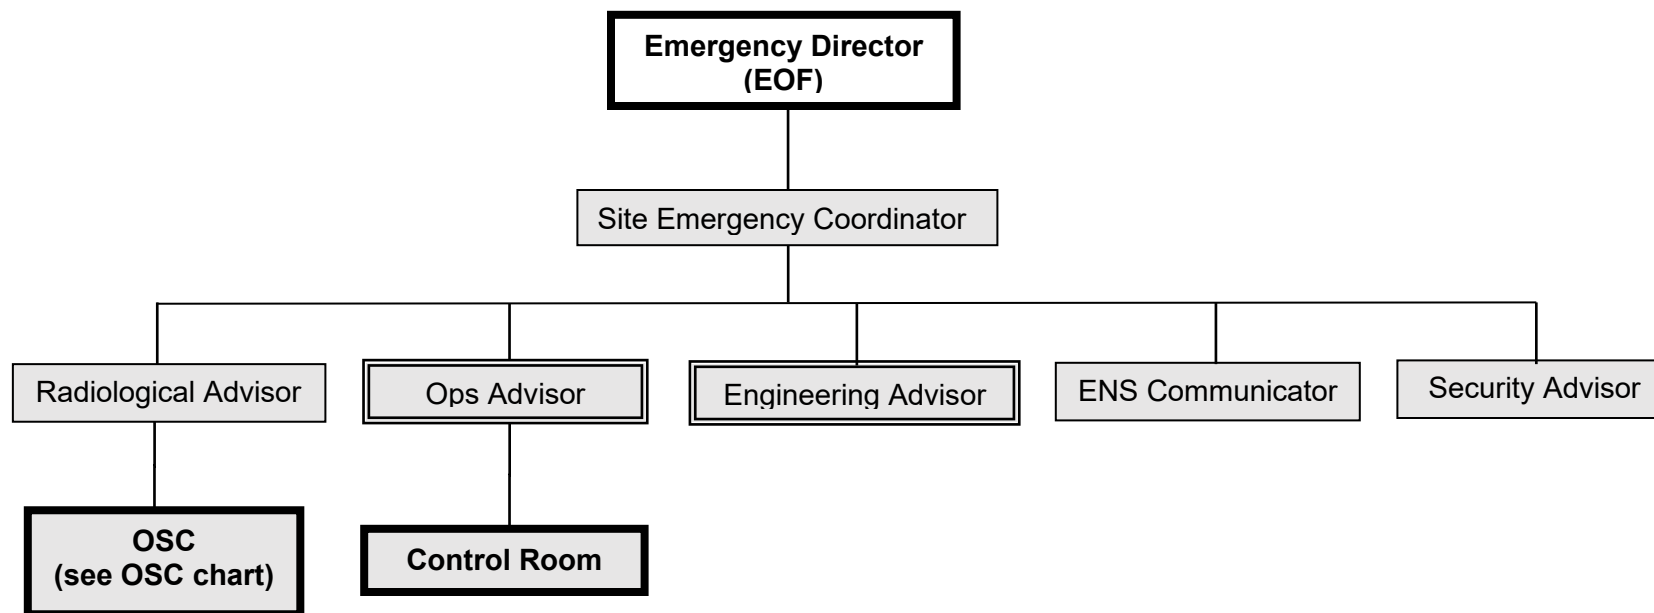 Emergency Director
(EOF)
Site Emergency Coordinator
Radiological Advisor
Ops Advisor
Engineering Advisor
ENS Communicator
Security Advisor
OSC
(see OSC chart)
Control Room